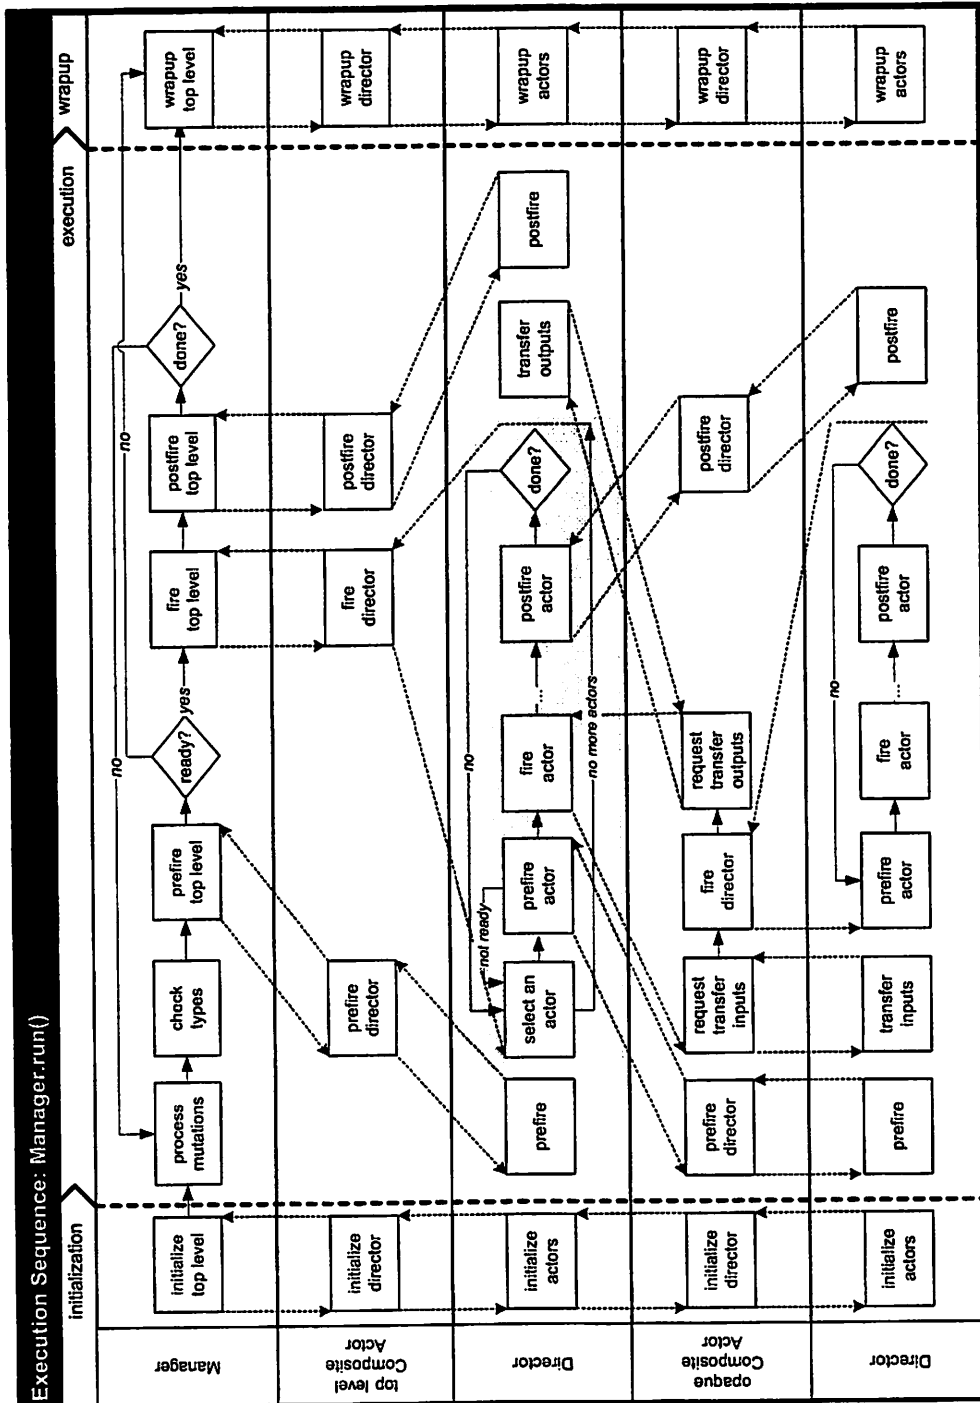 Execution Sequence: Manager.run()
initialization
execution
wrapup
Manager
initialize
top level
process
mutations
check
types
prefire
top level
ready?
yes
no
no
fire
top level
postfire
top level
done?
yes
wrapup
top level
top level
Composite
Actor
initialize
director
prefire
director
fire
director
postfire
director
wrapup
director
Director
initialize
actors
prefire
select an
actor
not ready
prefire
actor
no
fire
actor
...
no more actors
postfire
actor
done?
transfer
outputs
postfire
wrapup
actors
opaque
Composite
Actor
initialize
director
prefire
director
request
transfer
inputs
fire
director
request
transfer
outputs
postfire
director
wrapup
director
Director
initialize
actors
prefire
transfer
inputs
prefire
actor
fire
actor
...
no
postfire
actor
done?
postfire
wrapup
actors